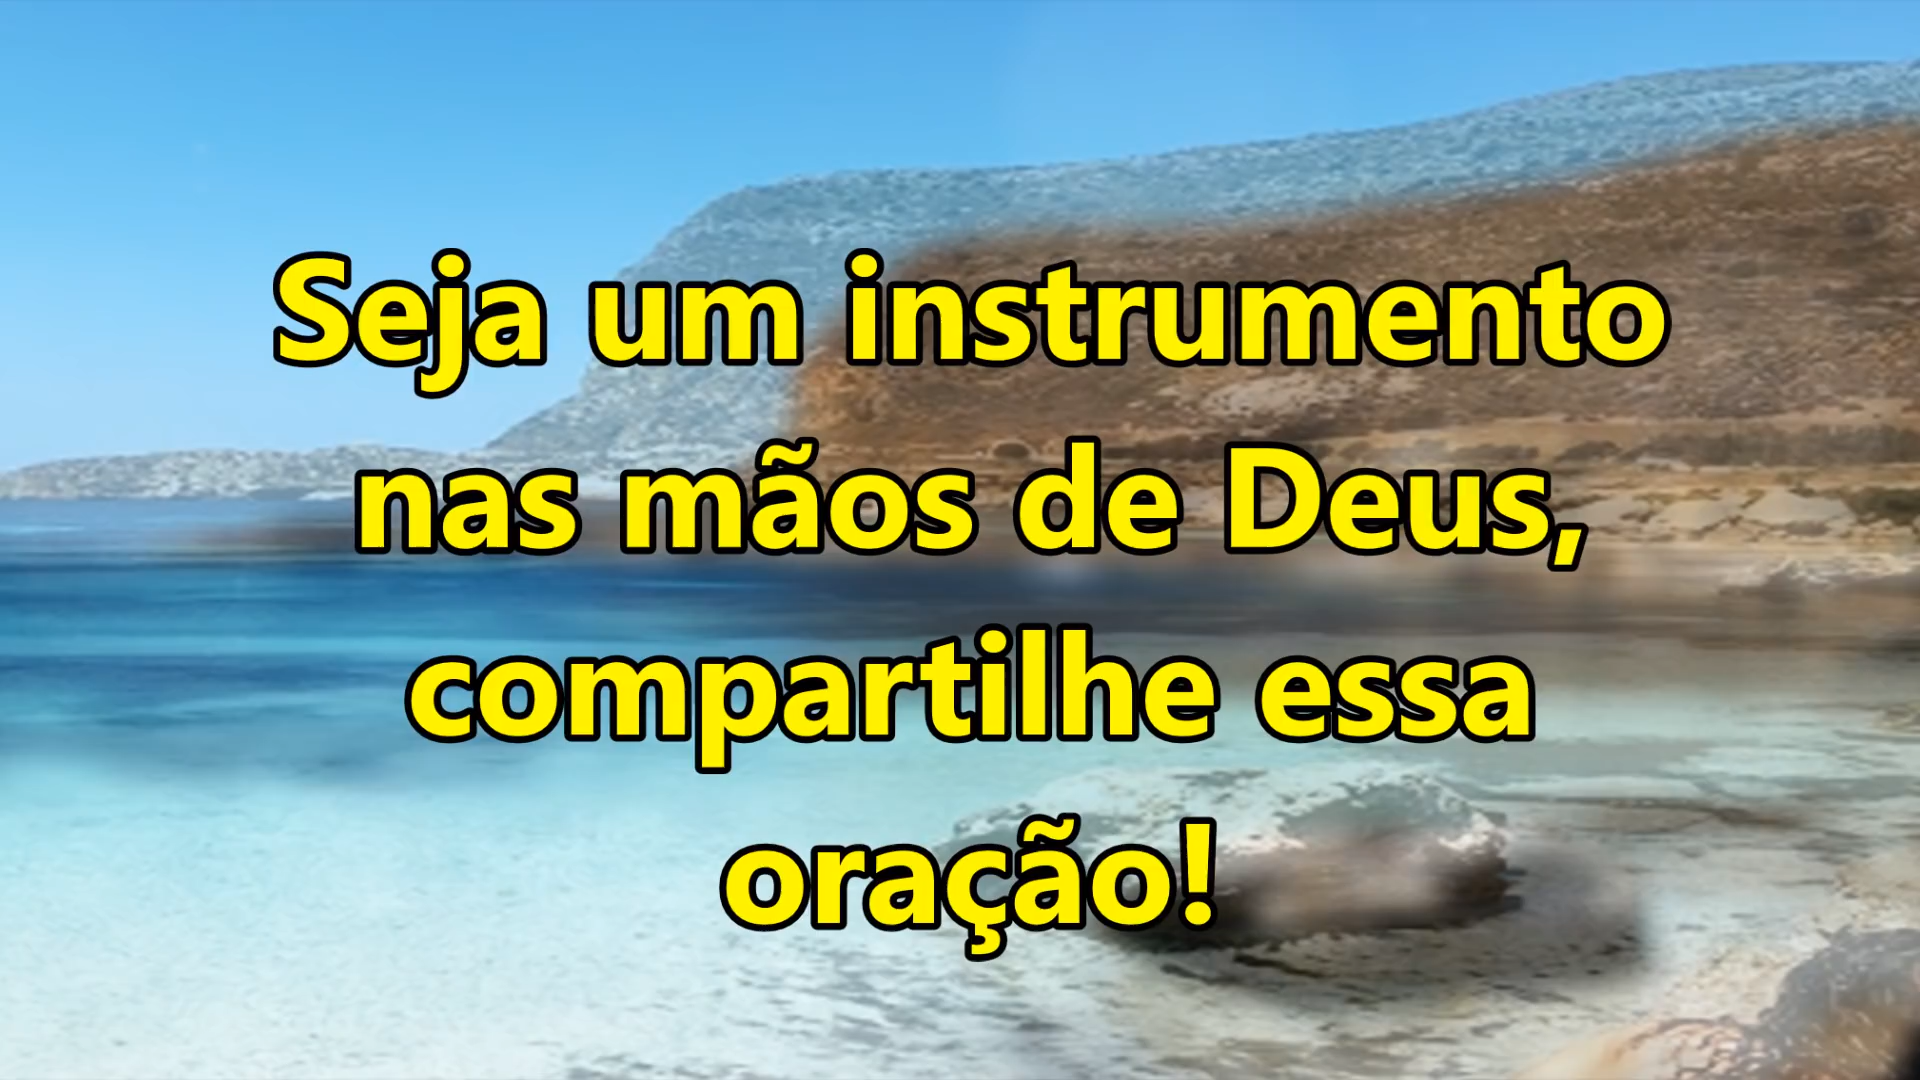 Seja um instrumento
nas mãos de Deus,
compartilhe essa
oração!